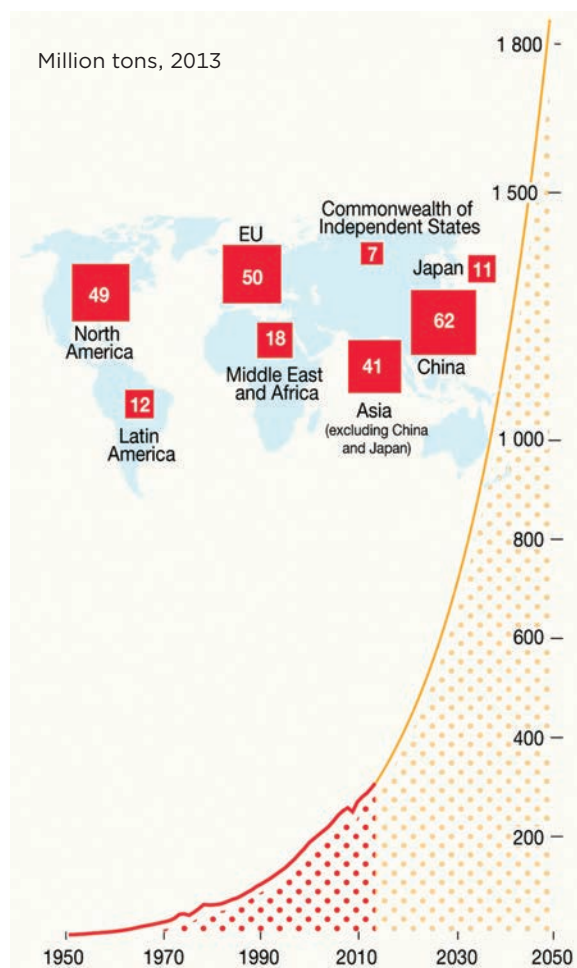 Million tons, 2013
1 800
1 500
Commonwealth of
Independent States
7
EU
50
Japan 11
49
North
America
62
China
18
Middle East
and Africa
41
Asia
(excluding China
and Japan)
12
Latin
America
1 000
800
600
400
200
1950 1970 1990 2010 2030 2050